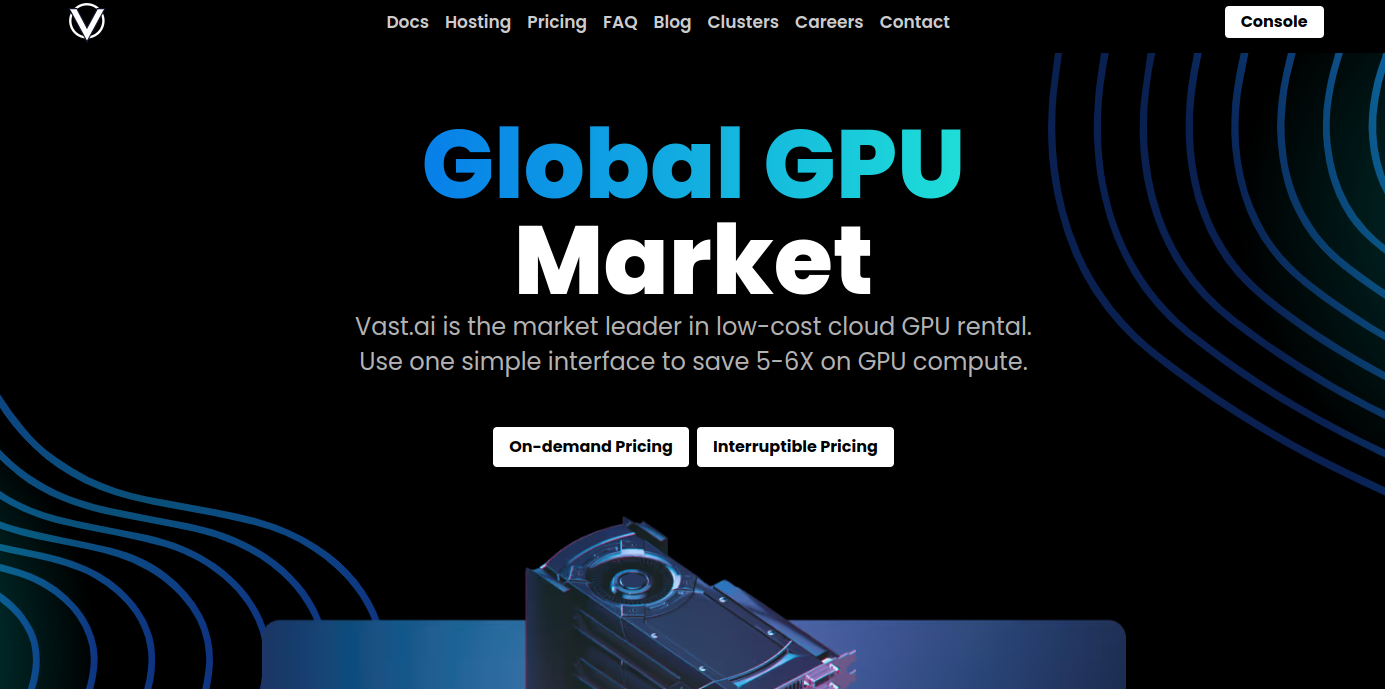 Docs Hosting Pricing FAQ Blog Clusters Careers Contact Console
Global GPU
Market
Vast.ai is the market leader in low-cost cloud GPU rental.
Use one simple interface to save 5-6X on GPU compute.
On-demand Pricing Interruptible Pricing